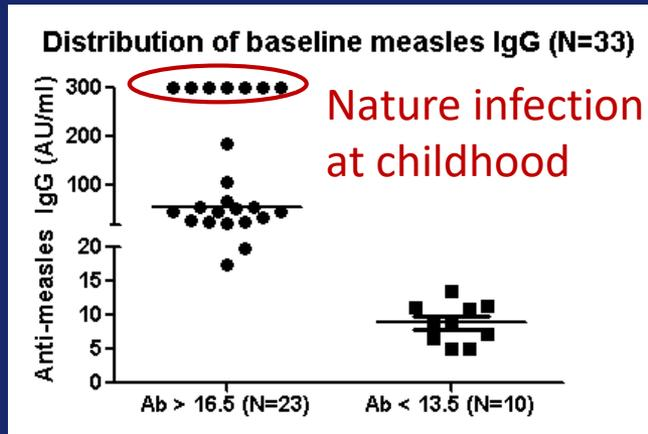 Distribution of baseline measles IgG (N=33)
Anti-measles IgG (AU/ml)
300
200
100
20
15
10
5
0
Nature infection
at childhood
Ab > 16.5 (N=23)
Ab < 13.5 (N=10)